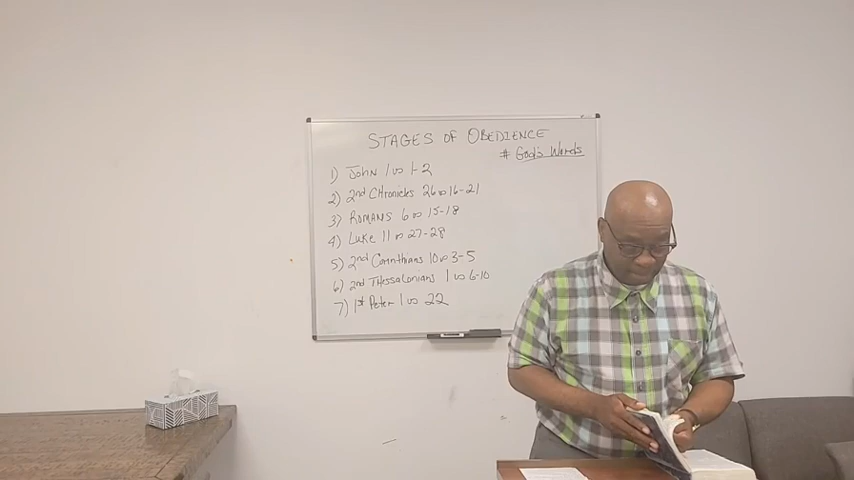 STAGES OF OBEDIENCE
# God's Words
1) John 1 vs 1-2
2) 2nd CHronicles 26 vs 16-21
3) ROMANS 6 vs 15-18
4) Luke 11 vs 27-28
5) 2nd Corinthians 10 vs 3-5
6) 2nd THessalonians 1 vs 6-10
7) 1st Peter 1 vs 22